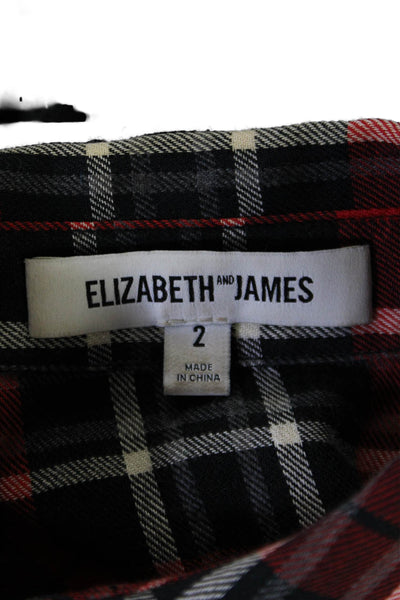 ELIZABETH AND JAMES
2
MADE
IN CHINA